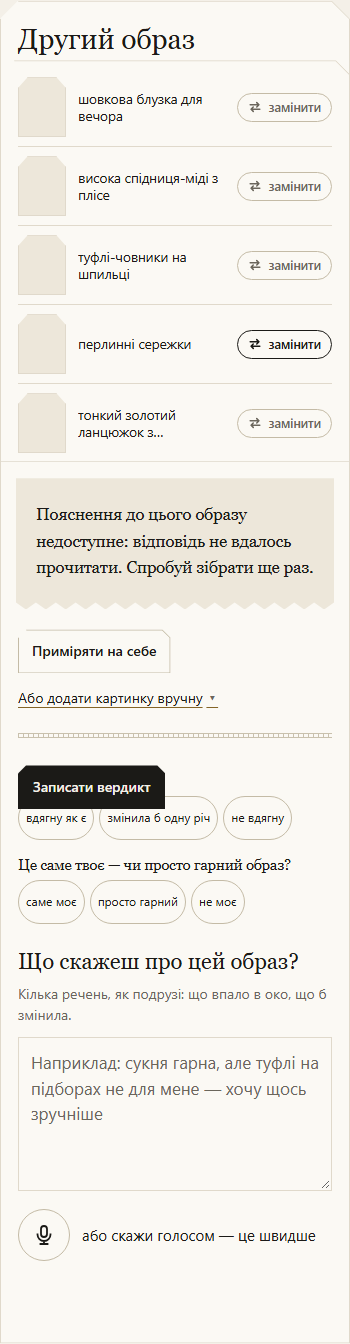 Другий образ
шовкова блузка для
вечора
замінити
висока спідниця-міді з
плісе
замінити
туфлі-човники на
шпильці
замінити
перлинні сережки
замінити
тонкий золотий
ланцюжок з...
замінити
Пояснення до цього образу
недоступне: відповідь не вдалось
прочитати. Спробуй зібрати ще раз.
Приміряти на себе
Або додати картинку вручну
Записати вердикт
вдягну як є
змінила б одну річ
не вдягну
Це саме твоє — чи просто гарний образ?
саме моє
просто гарний
не моє
Що скажеш про цей образ?
Кілька речень, як подрузі: що впало в око, що б
змінила.
Наприклад: сукня гарна, але туфлі на
підборах не для мене — хочу щось
зручніше
або скажи голосом — це швидше